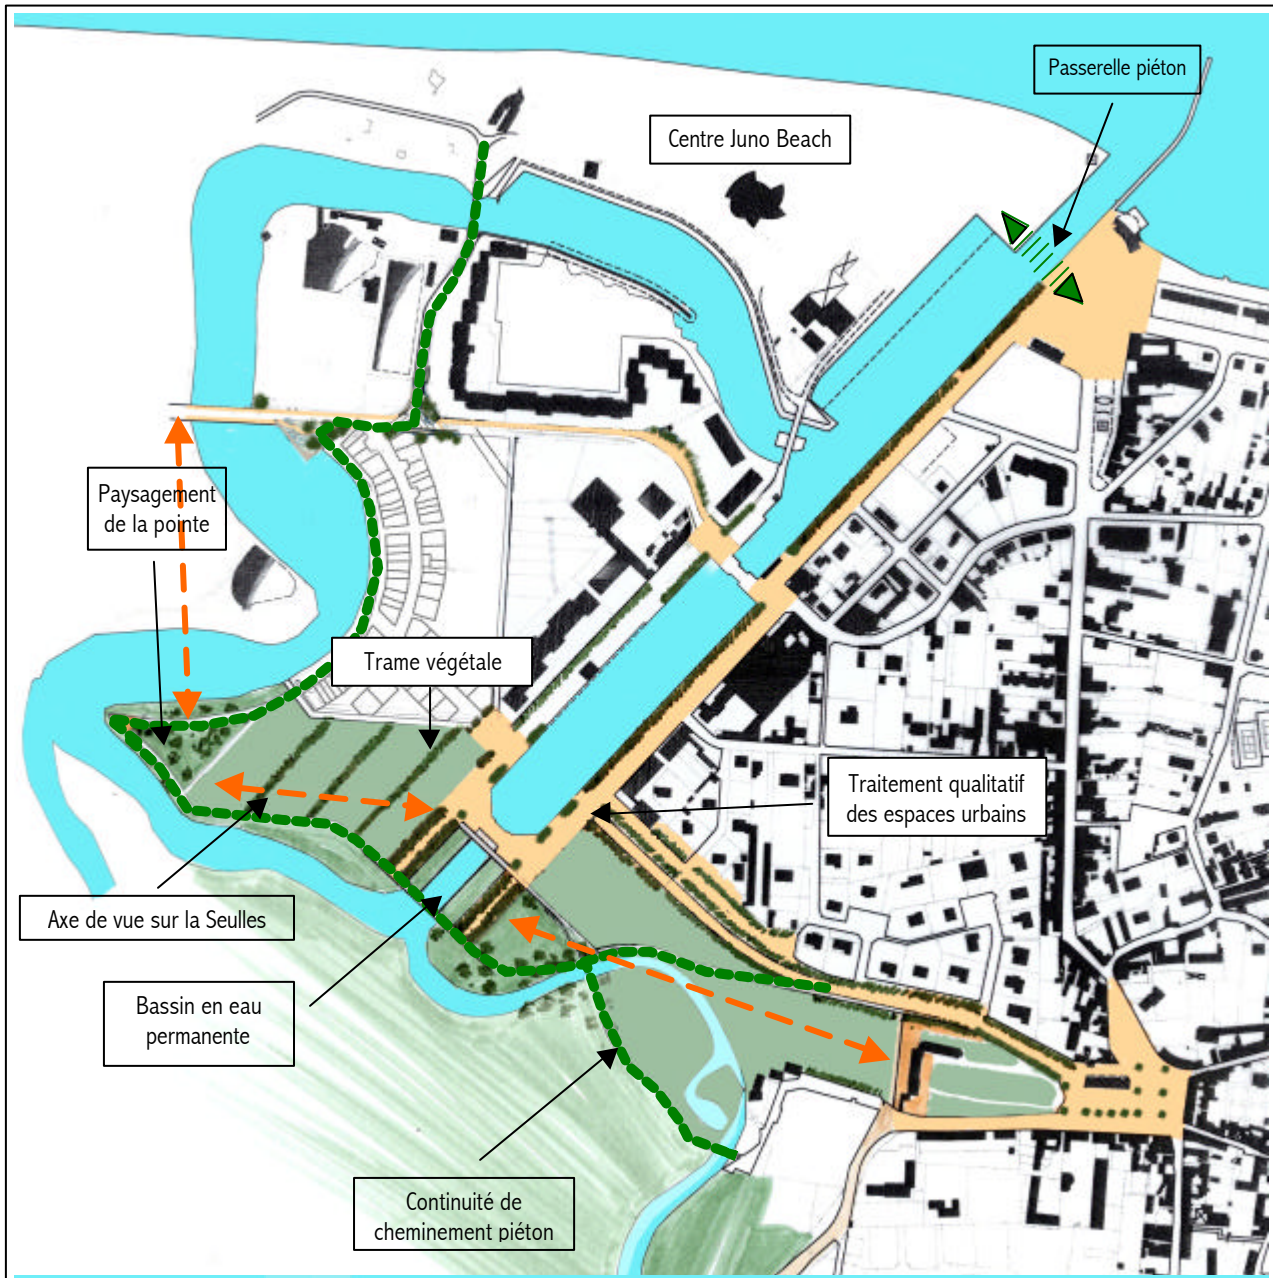 Passerelle piéton
Centre Juno Beach
Paysagement
de la pointe
Trame végétale
Traitement qualitatif
des espaces urbains
Axe de vue sur la Seulles
Bassin en eau
permanente
Continuité de
cheminement piéton